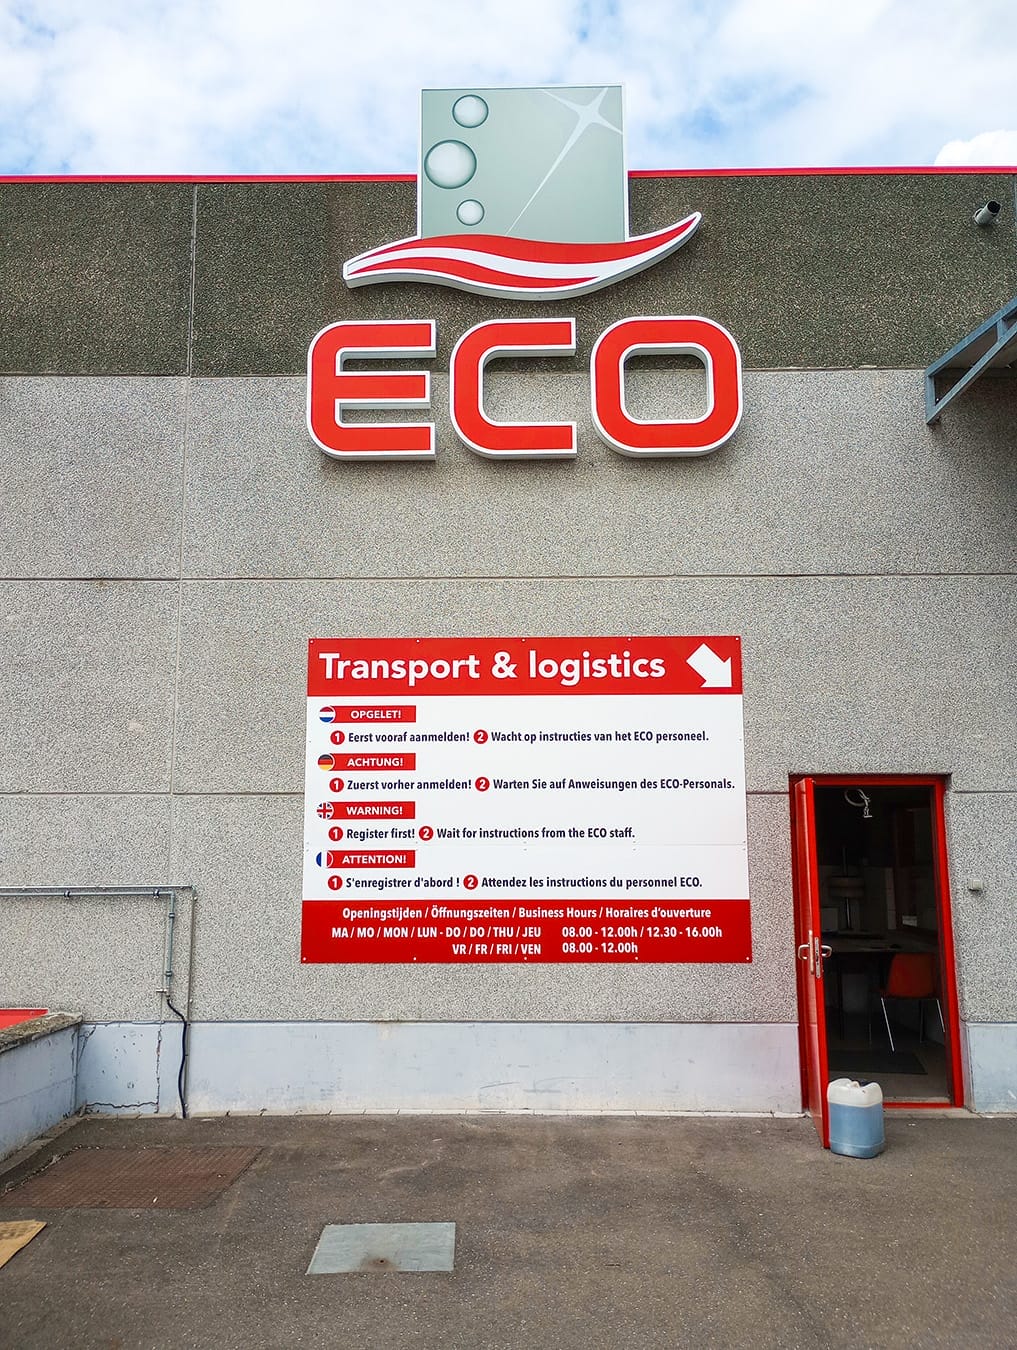 ECO
Transport & logistics
OPGELET!
1 Eerst vooraf aanmelden! 2 Wacht op instructies van het ECO personeel.
ACHTUNG!
1 Zuerst vorher anmelden! 2 Warten Sie auf Anweisungen des ECO-Personals.
WARNING!
1 Register first! 2 Wait for instructions from the ECO staff.
ATTENTION!
1 S'enregistrer d'abord ! 2 Attendez les instructions du personnel ECO.
Openingstijden / Öffnungszeiten / Business Hours / Horaires d'ouverture
MA / MO / MON / LUN - DO / DO / THU / JEU 08.00 - 12.00h / 12.30 - 16.00h
VR / FR / FRI / VEN 08.00 - 12.00h